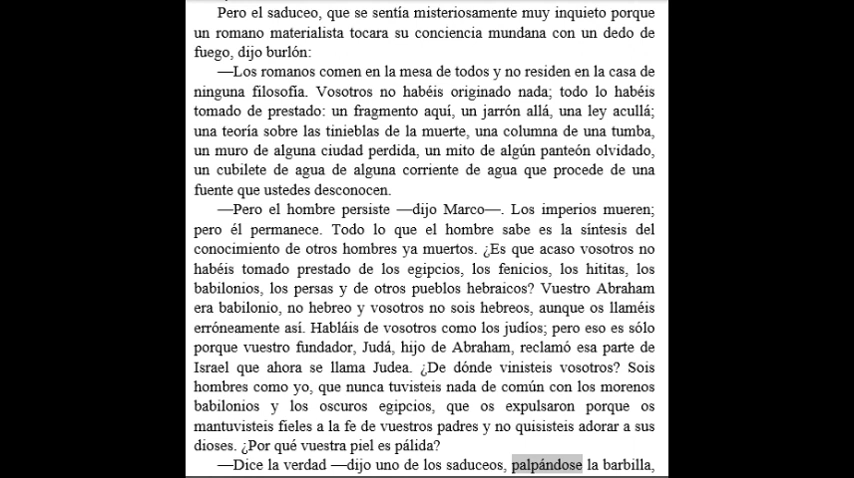 Pero el saduceo, que se sentía misteriosamente muy inquieto porque
un romano materialista tocara su conciencia mundana con un dedo de
fuego, dijo burlón:
—Los romanos comen en la mesa de todos y no residen en la casa de
ninguna filosofía. Vosotros no habéis originado nada; todo lo habéis
tomado de prestado: un fragmento aquí, un jarrón allá, una ley acullá;
una teoría sobre las tinieblas de la muerte, una columna de una tumba,
un muro de alguna ciudad perdida, un mito de algún panteón olvidado,
un cubilete de agua de alguna corriente de agua que procede de una
fuente que ustedes desconocen.
—Pero el hombre persiste —dijo Marco—. Los imperios mueren;
pero él permanece. Todo lo que el hombre sabe es la síntesis del
conocimiento de otros hombres ya muertos. ¿Es que acaso vosotros no
habéis tomado prestado de los egipcios, los fenicios, los hititas, los
babilonios, los persas y de otros pueblos hebraicos? Vuestro Abraham
era babilonio, no hebreo y vosotros no sois hebreos, aunque os llaméis
erróneamente así. Habláis de vosotros como los judíos; pero eso es sólo
porque vuestro fundador, Judá, hijo de Abraham, reclamó esa parte de
Israel que ahora se llama Judea. ¿De dónde vinisteis vosotros? Sois
hombres como yo, que nunca tuvisteis nada de común con los morenos
babilonios y los oscuros egipcios, que os expulsaron porque os
mantuvisteis fieles a la fe de vuestros padres y no quisisteis adorar a sus
dioses. ¿Por qué vuestra piel es pálida?
—Dice la verdad —dijo uno de los saduceos, palpándose la barbilla,